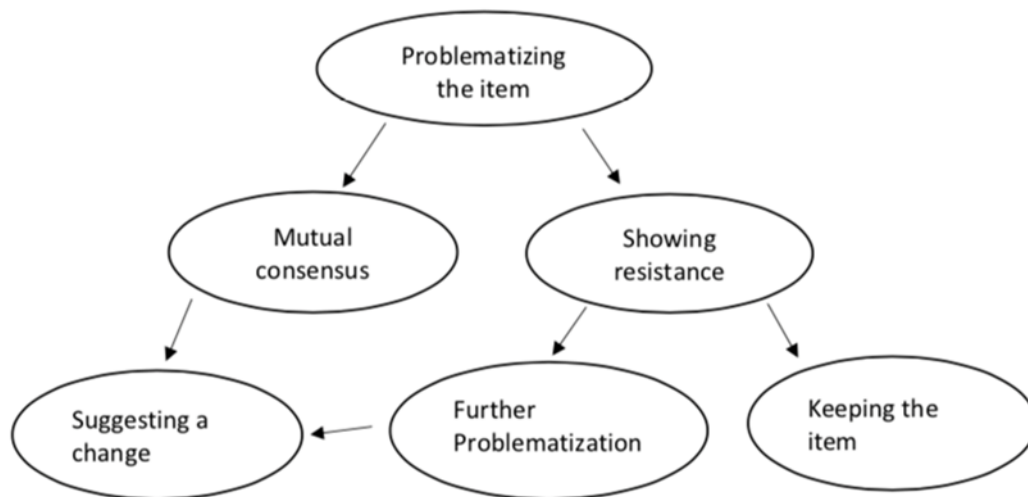 Problematizing
the item
Mutual
consensus
Showing
resistance
Suggesting a
change
Further
Problematization
Keeping the
item